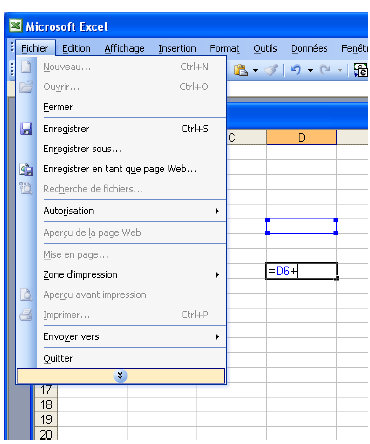 Microsoft Excel
Fichier Edition Affichage Insertion Format Outils Données Fenêt
Nouveau... Ctrl+N
Ouvrir... Ctrl+O
Fermer
Enregistrer Ctrl+S
Enregistrer sous...
Enregistrer en tant que page Web...
Recherche de fichiers...
Autorisation
Aperçu de la page Web
Mise en page...
Zone d'impression
Aperçu avant impression
Imprimer... Ctrl+P
Envoyer vers
Quitter
C D
=D6+
17
18
19
20